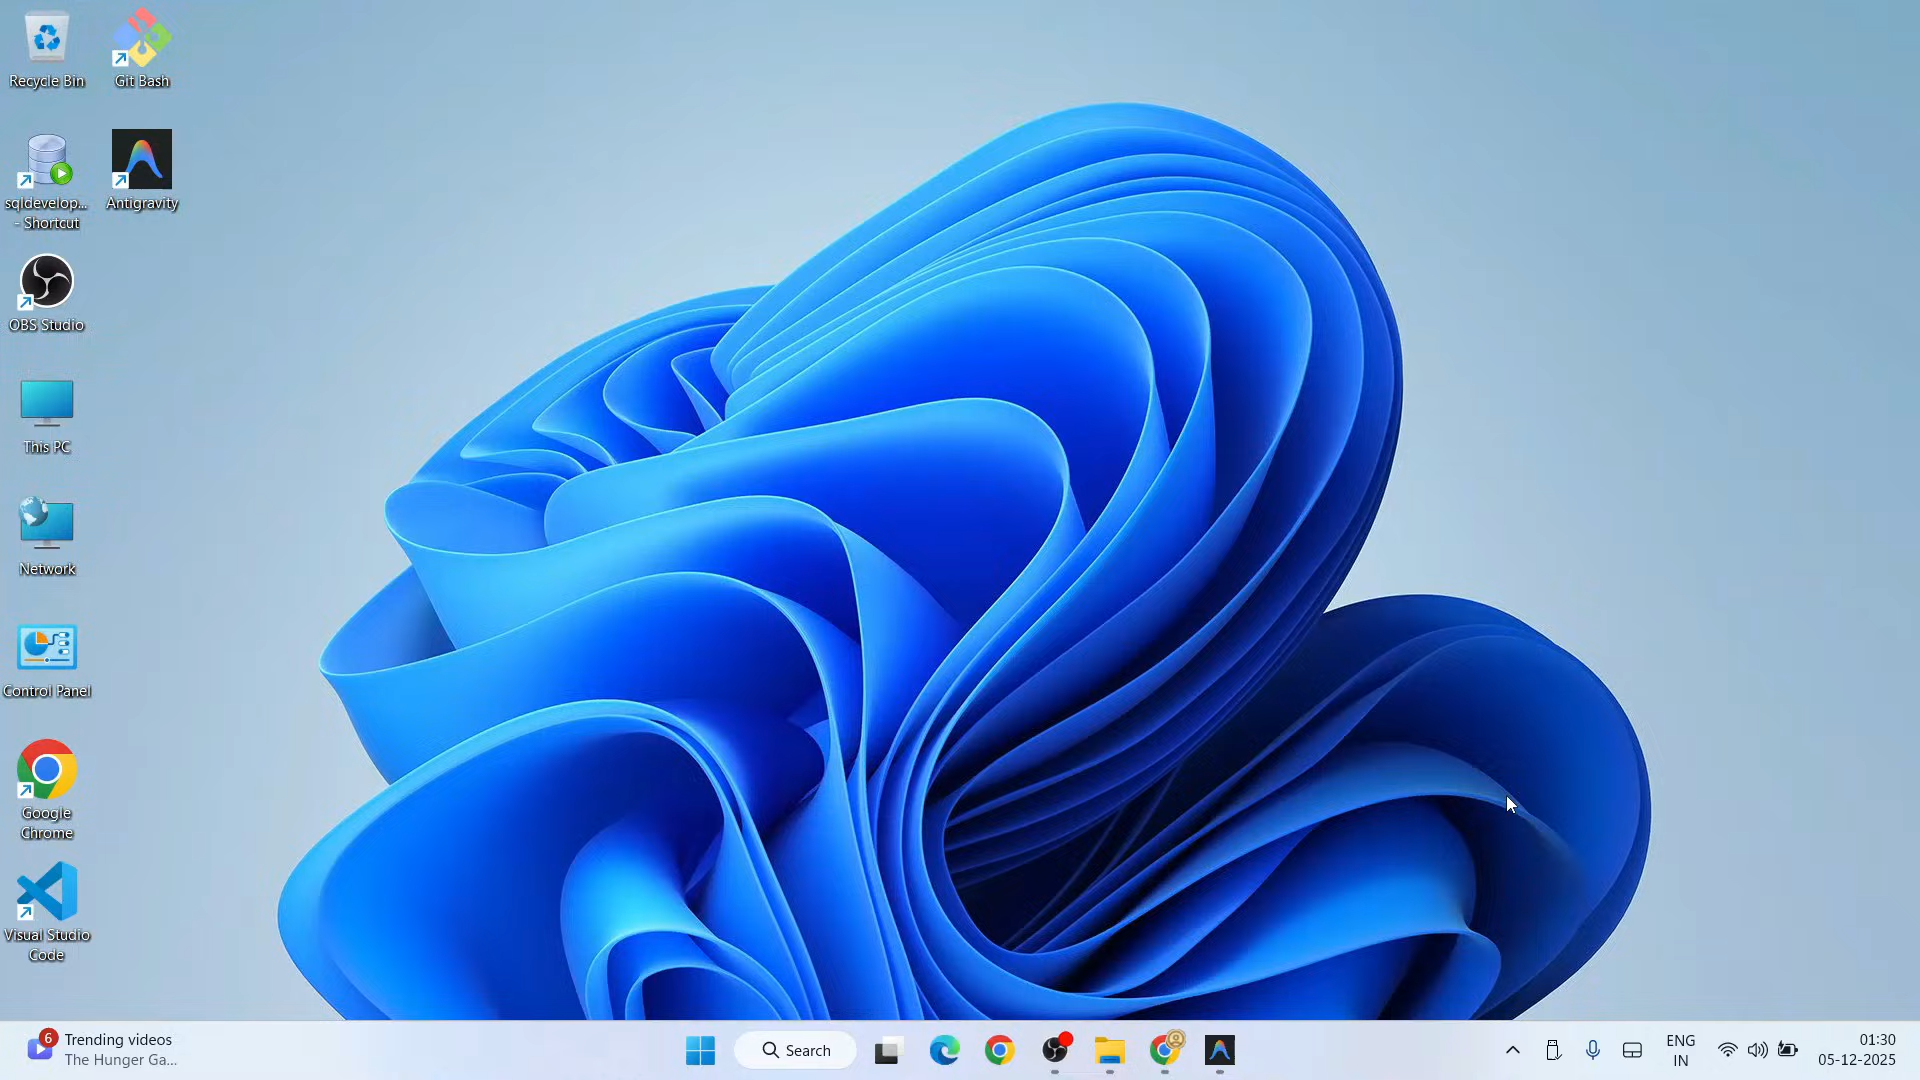 Recycle Bin
Git Bash
sqldevelop...
- Shortcut
Antigravity
OBS Studio
This PC
Network
Control Panel
Google
Chrome
Visual Studio
Code
6
Trending videos
The Hunger Ga...
Search
ENG
IN
01:30
05-12-2025